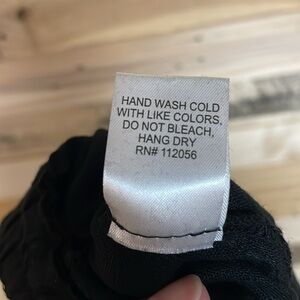 HAND WASH COLD
WITH LIKE COLORS.
DO NOT BLEACH,
HANG DRY
RN# 112056